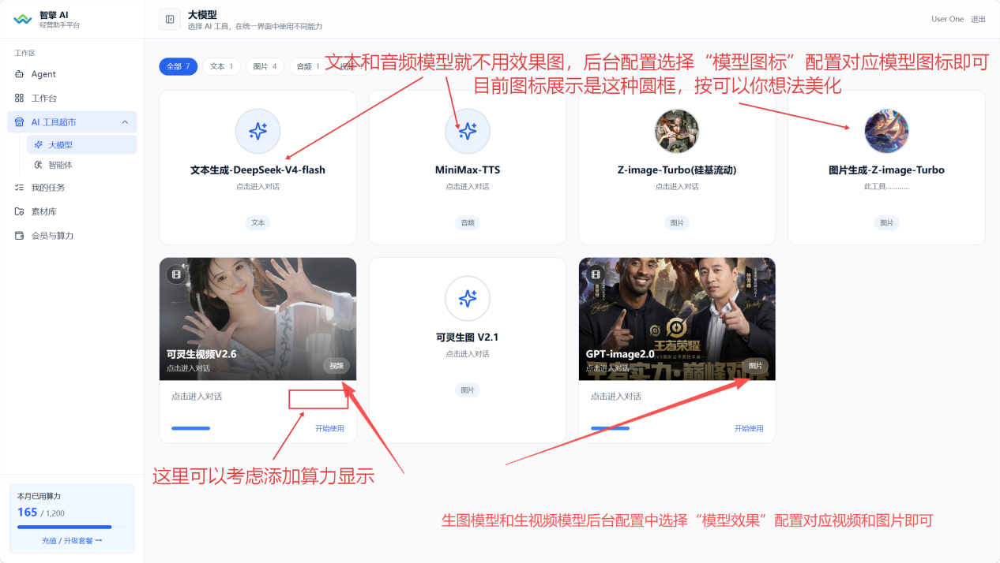 智擎 AI
经营助手平台
大模型
选择 AI 工具，在统一界面中使用不同能力
User One 退出
工作区
Agent
工作台
AI 工具超市
大模型
智能体
我的任务
素材库
会员与算力
全部 7 文本 1 图片 4 音频 1 视频
文本和音频模型就不用效果图，后台配置选择“模型图标”配置对应模型图标即可
目前图标展示是这种圆框，按可以你想法美化
文本生成-DeepSeek-V4-flash
点击进入对话
文本
MiniMax-TTS
点击进入对话
音频
Z-image-Turbo(硅基流动)
点击进入对话
图片
图片生成-Z-image-Turbo
此工具............
图片
可灵生视频V2.6
点击进入对话
视频
点击进入对话
开始使用
可灵生图 V2.1
点击进入对话
图片
张雪峰
王者荣耀
GPT-image2.0
点击进入对话
图片
王者实力·巅峰对决
点击进入对话
开始使用
这里可以考虑添加算力显示
生图模型和生视频模型后台配置中选择“模型效果”配置对应视频和图片即可
本月已用算力
165 / 1,200
充值 / 升级套餐 →